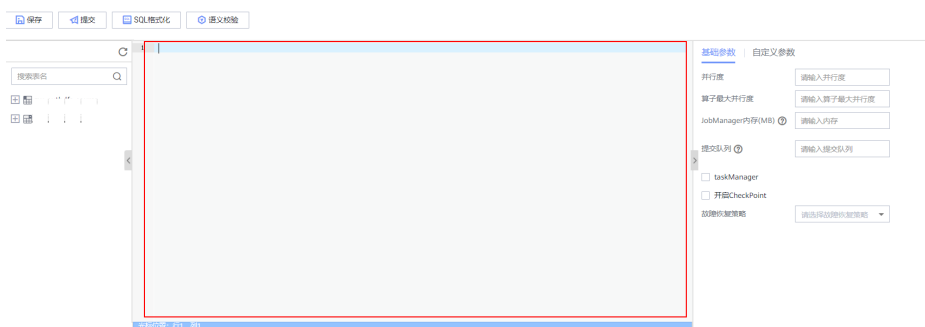 保存 提交 SQL格式化 语义校验
搜索表名
1
基础参数 自定义参数
并行度 请输入并行度
算子最大并行度 请输入算子最大并行度
JobManager内存(MB) 请输入内存
提交队列 请输入提交队列
taskManager
开启CheckPoint
故障恢复策略 请选择故障恢复策略